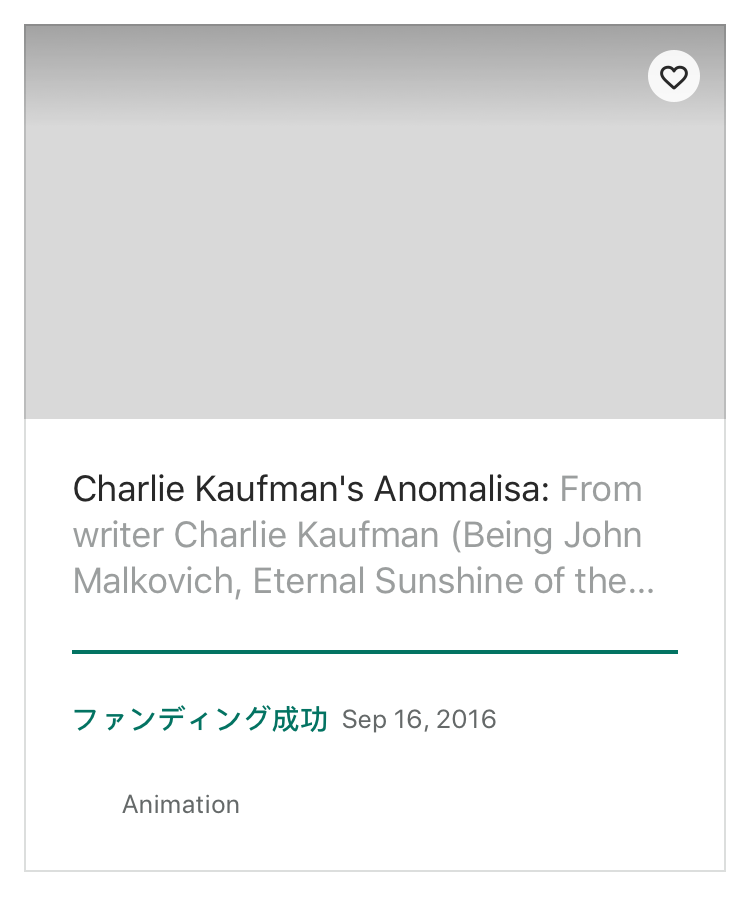 Charlie Kaufman's Anomalisa: From
writer Charlie Kaufman (Being John
Malkovich, Eternal Sunshine of the...
ファンディング成功 Sep 16, 2016
Animation